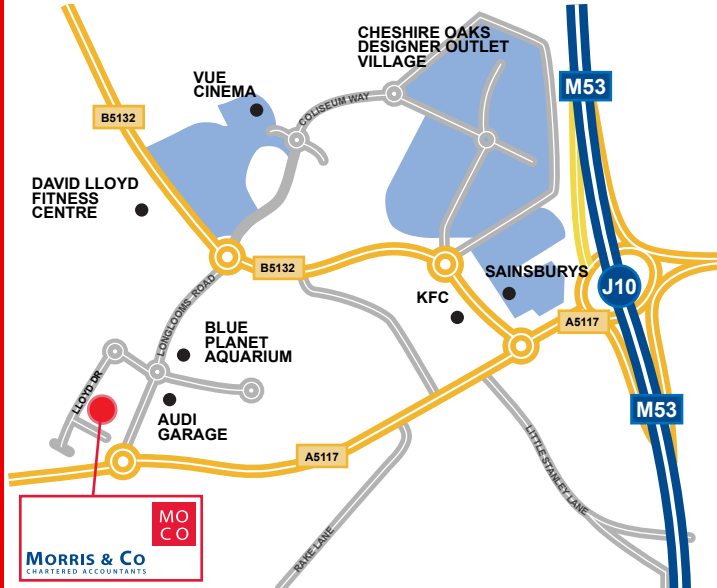 CHESHIRE OAKS
DESIGNER OUTLET
VILLAGE
M53
VUE
CINEMA
COLISEUM WAY
B5132
DAVID LLOYD
FITNESS
CENTRE
B5132
SAINSBURYS
J10
KFC
LONGLOOMS ROAD
A5117
BLUE
PLANET
AQUARIUM
LLOYD DR
M53
AUDI
GARAGE
A5117
LITTLE STANLEY LANE
RAKE LANE
MO
CO
MORRIS & CO
CHARTERED ACCOUNTANTS